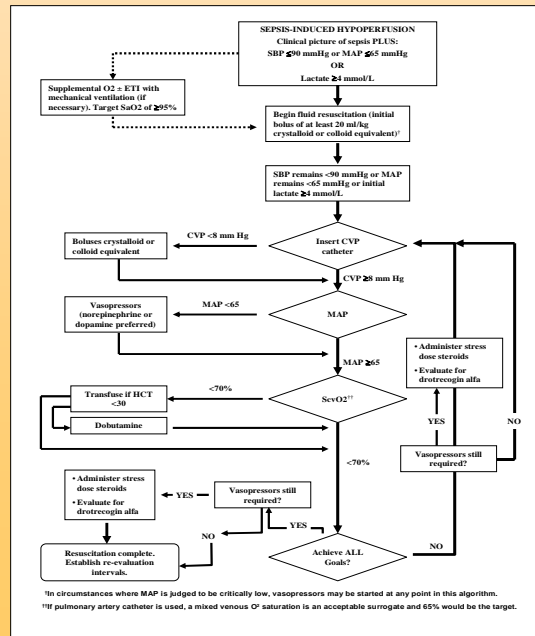 SEPSIS-INDUCED HYPOPERFUSION
Clinical picture of sepsis PLUS:
SBP ≦90 mmHg or MAP ≦65 mmHg
OR
Lactate ≧4 mmol/L
Supplemental O2 ± ETI with
mechanical ventilation (if
necessary). Target SaO2 of ≧95%
Begin fluid resuscitation (initial
bolus of at least 20 ml/kg
crystalloid or colloid equivalent)†
SBP remains <90 mmHg or MAP
remains <65 mmHg or initial
lactate ≧4 mmol/L
CVP <8 mm Hg
Insert CVP
catheter
Boluses crystalloid or
colloid equivalent
CVP ≧8 mm Hg
Vasopressors
(norepinephrine or
dopamine preferred)
MAP <65
MAP
MAP ≧65
• Administer stress
dose steroids
• Evaluate for
drotrecogin alfa
<70%
Transfuse if HCT
<30
ScvO2††
Dobutamine
YES
NO
Vasopressors still
required?
<70%
• Administer stress
dose steroids
• Evaluate for
drotrecogin alfa
YES
Vasopressors still
required?
YES
NO
Resuscitation complete.
Establish re-evaluation
intervals.
Achieve ALL
Goals?
NO
†In circumstances where MAP is judged to be critically low, vasopressors may be started at any point in this algorithm.
††If pulmonary artery catheter is used, a mixed venous O² saturation is an acceptable surrogate and 65% would be the target.